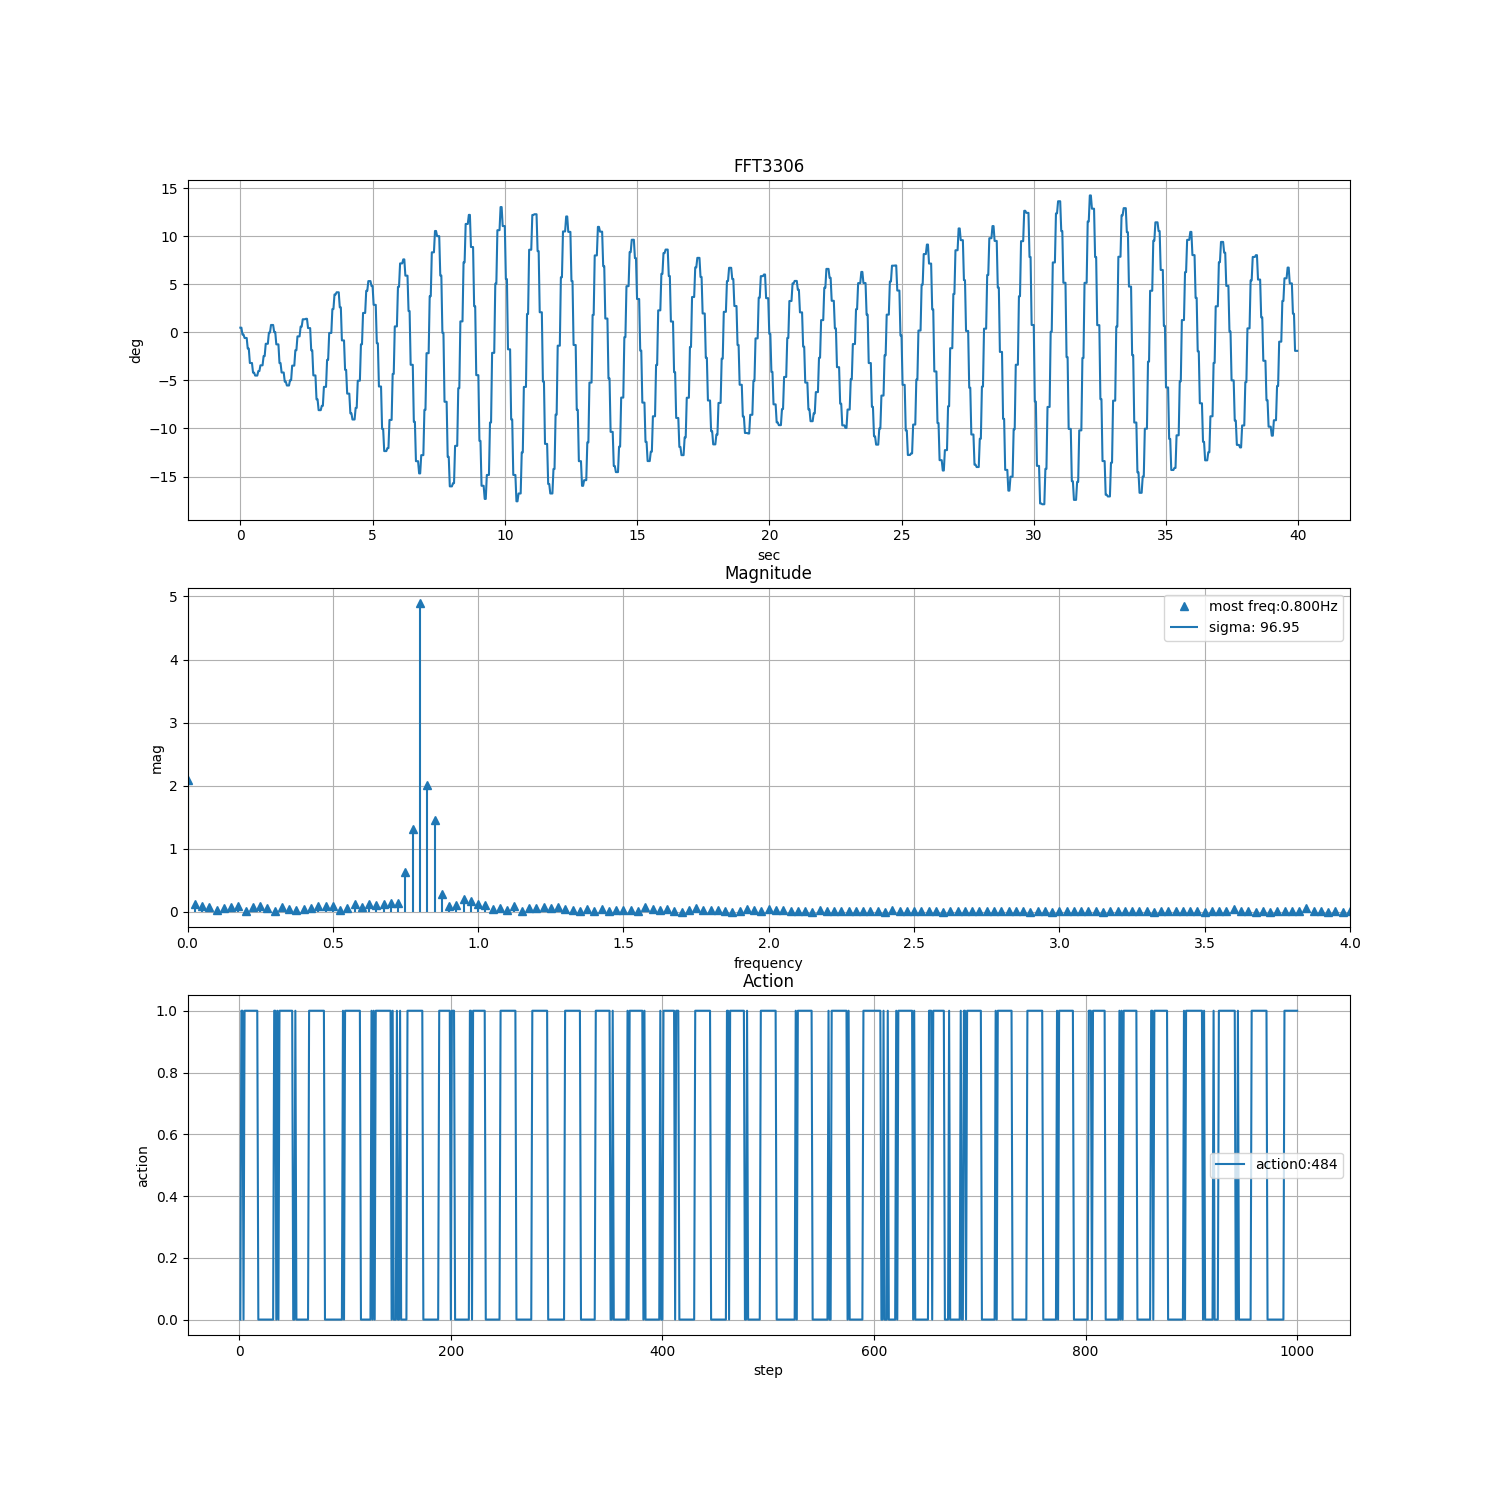 FFT3306
15
10
5
0
−5
−10
−15
deg
0 5 10 15 20 25 30 35 40
sec
Magnitude
5
4
3
2
1
0
mag
most freq:0.800Hz
sigma: 96.95
0.0 0.5 1.0 1.5 2.0 2.5 3.0 3.5 4.0
frequency
Action
1.0
0.8
0.6
0.4
0.2
0.0
action
action0:484
0 200 400 600 800 1000
step